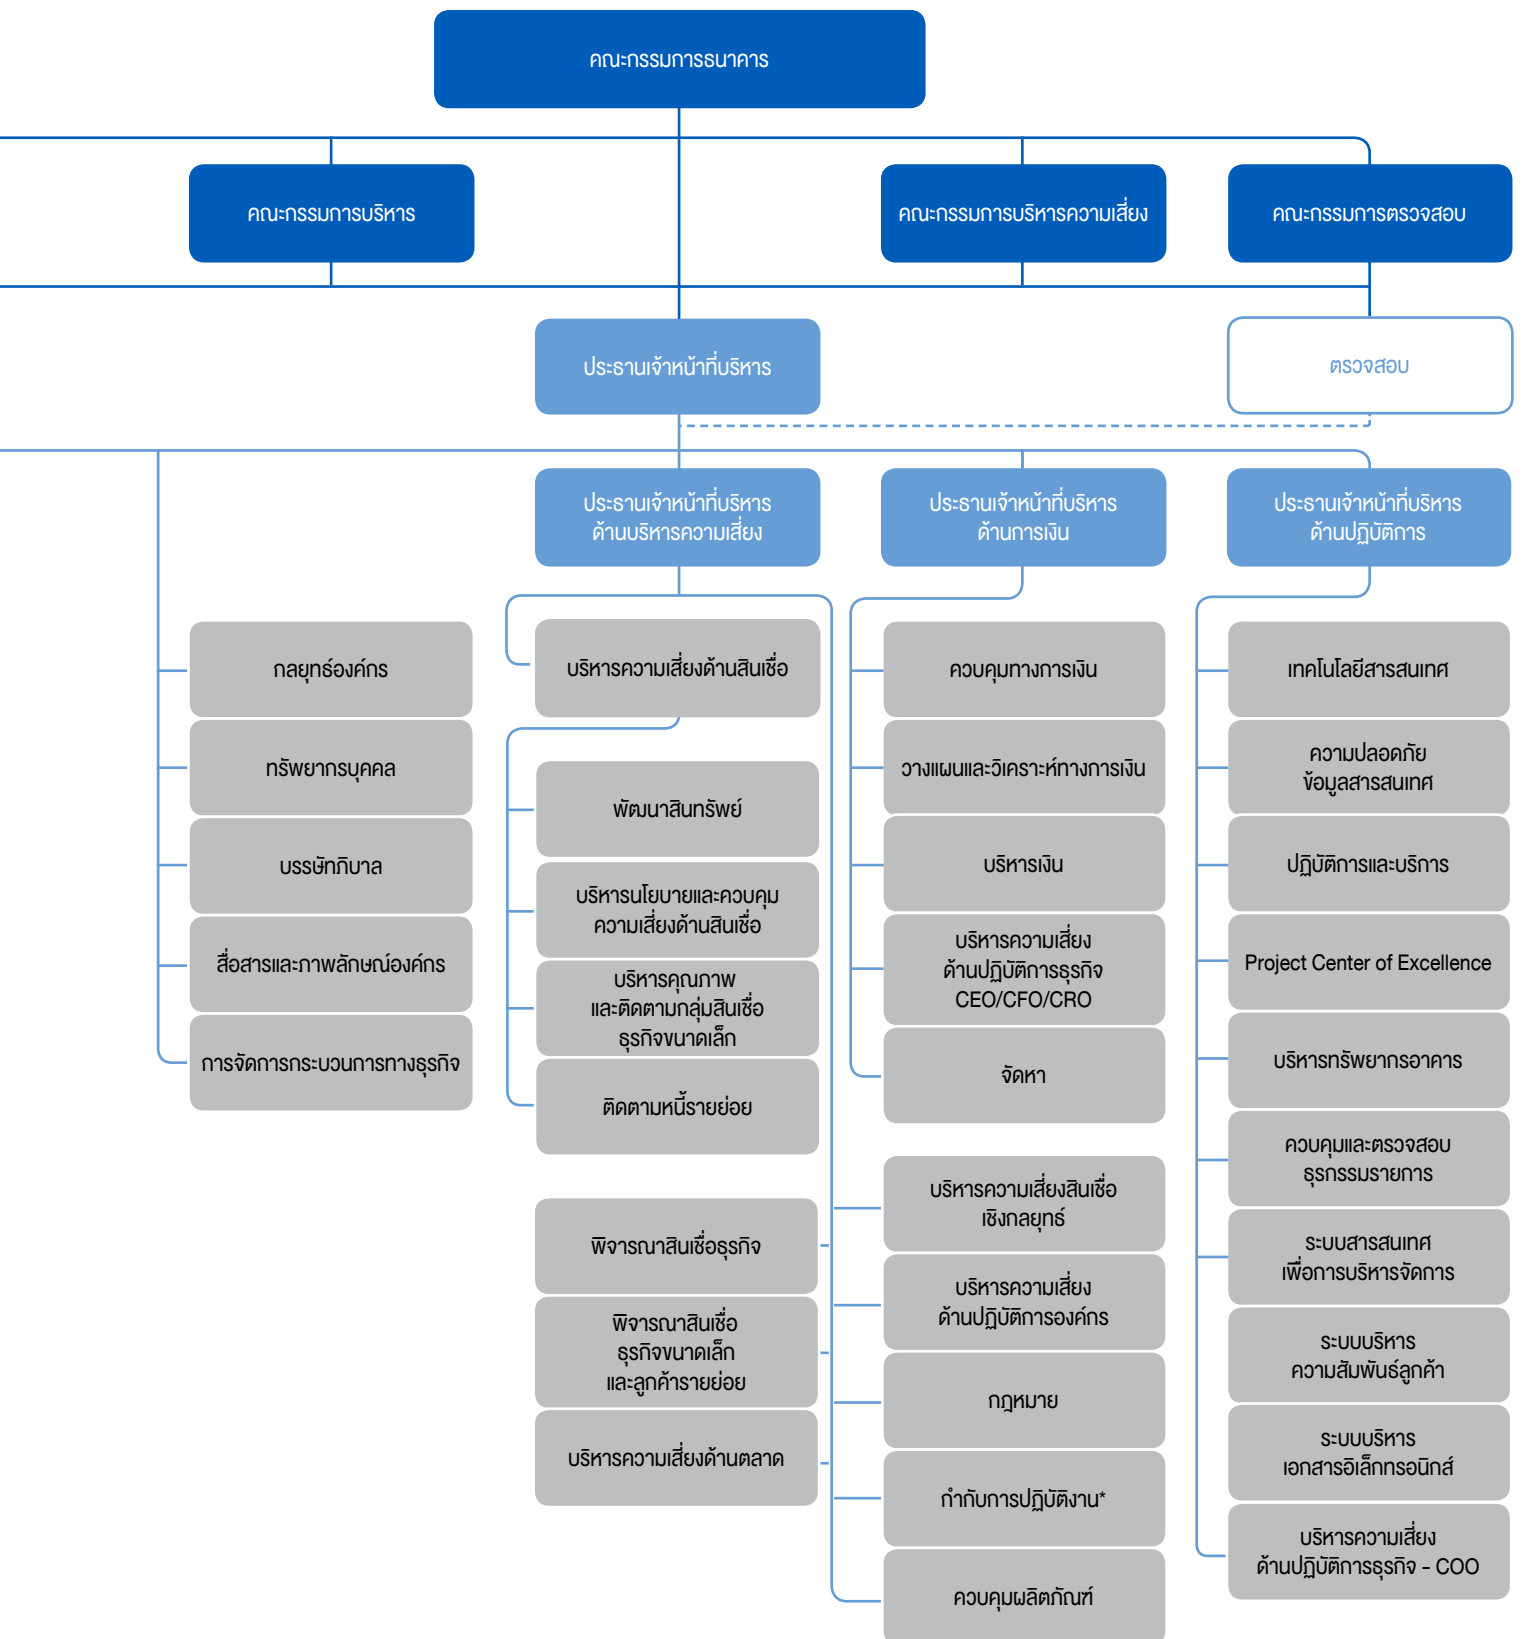 คณะกรรมการธนาคาร
คณะกรรมการบริหาร
คณะกรรมการบริหารความเสี่ยง
คณะกรรมการตรวจสอบ
ประธานเจ้าหน้าที่บริหาร
ตรวจสอบ
ประธานเจ้าหน้าที่บริหาร
ด้านบริหารความเสี่ยง
ประธานเจ้าหน้าที่บริหาร
ด้านการเงิน
ประธานเจ้าหน้าที่บริหาร
ด้านปฏิบัติการ
กลยุทธ์องค์กร
ทรัพยากรบุคคล
บรรษัทภิบาล
สื่อสารและภาพลักษณ์องค์กร
การจัดการกระบวนการทางธุรกิจ
บริหารความเสี่ยงด้านสินเชื่อ
พัฒนาสินทรัพย์
บริหารนโยบายและควบคุม
ความเสี่ยงด้านสินเชื่อ
บริหารคุณภาพ
และติดตามกลุ่มสินเชื่อ
ธุรกิจขนาดเล็ก
ติดตามหนี้รายย่อย
พิจารณาสินเชื่อธุรกิจ
พิจารณาสินเชื่อ
ธุรกิจขนาดเล็ก
และลูกค้ารายย่อย
บริหารความเสี่ยงด้านตลาด
ควบคุมทางการเงิน
วางแผนและวิเคราะห์ทางการเงิน
บริหารเงิน
บริหารความเสี่ยง
ด้านปฏิบัติการธุรกิจ
CEO/CFO/CRO
จัดหา
บริหารความเสี่ยงสินเชื่อ
เชิงกลยุทธ์
บริหารความเสี่ยง
ด้านปฏิบัติการองค์กร
กฎหมาย
กำกับการปฏิบัติงาน*
ควบคุมผลิตภัณฑ์
เทคโนโลยีสารสนเทศ
ความปลอดภัย
ข้อมูลสารสนเทศ
ปฏิบัติการและบริการ
Project Center of Excellence
บริหารทรัพยากรอาคาร
ควบคุมและตรวจสอบ
ธุรกรรมรายการ
ระบบสารสนเทศ
เพื่อการบริหารจัดการ
ระบบบริหาร
ความสัมพันธ์ลูกค้า
ระบบบริหาร
เอกสารอิเล็กทรอนิกส์
บริหารความเสี่ยง
ด้านปฏิบัติการธุรกิจ - COO